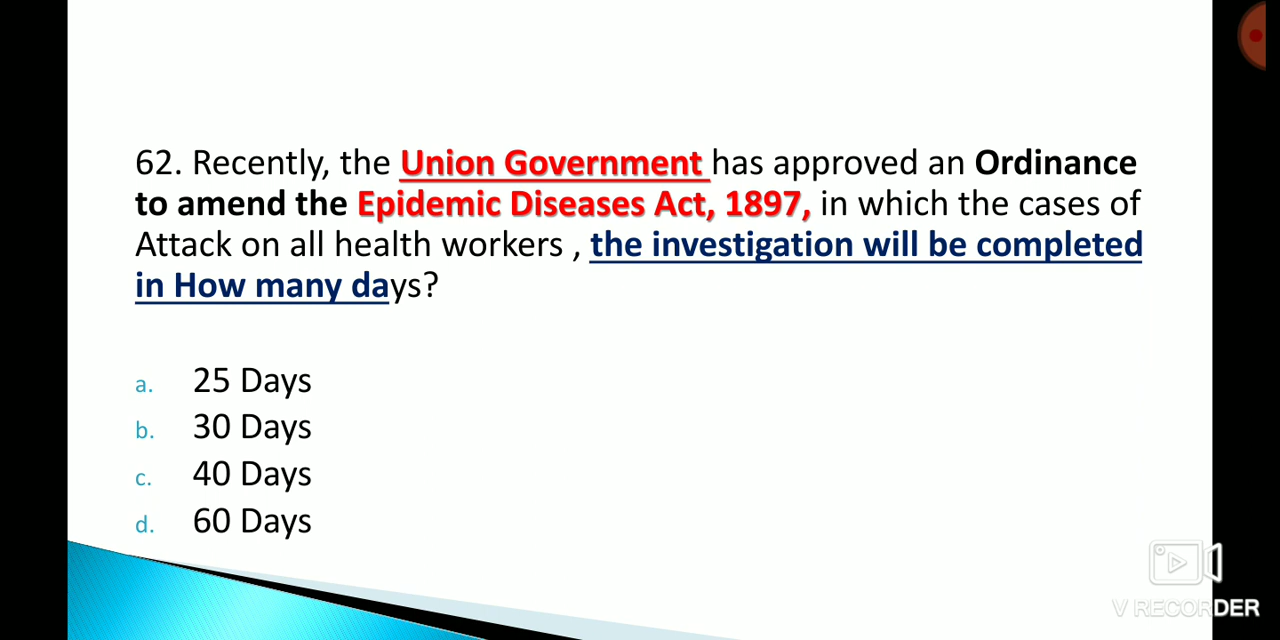 62. Recently, the Union Government has approved an Ordinance
to amend the Epidemic Diseases Act, 1897, in which the cases of
Attack on all health workers , the investigation will be completed
in How many days?
a. 25 Days
b. 30 Days
c. 40 Days
d. 60 Days
V RECORDER